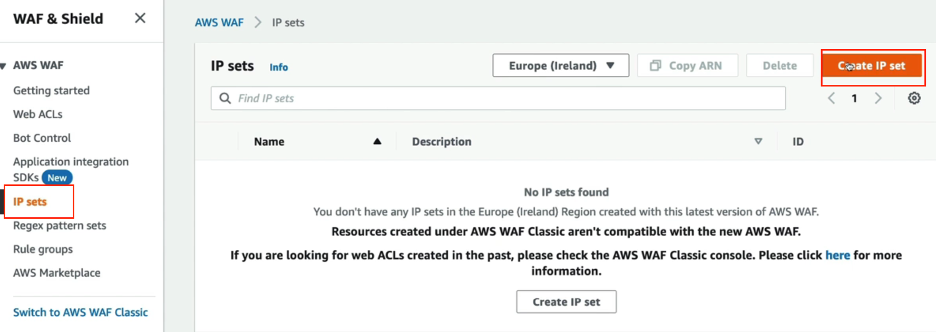 WAF & Shield
AWS WAF
Getting started
Web ACLs
Bot Control
Application integration
SDKs New
IP sets
Regex pattern sets
Rule groups
AWS Marketplace
Switch to AWS WAF Classic
AWS WAF > IP sets
IP sets Info Europe (Ireland) Copy ARN Delete Create IP set
Find IP sets 1
Name Description ID
No IP sets found
You don't have any IP sets in the Europe (Ireland) Region created with this latest version of AWS WAF.
Resources created under AWS WAF Classic aren't compatible with the new AWS WAF.
If you are looking for web ACLs created in the past, please check the AWS WAF Classic console. Please click here for more
information.
Create IP set